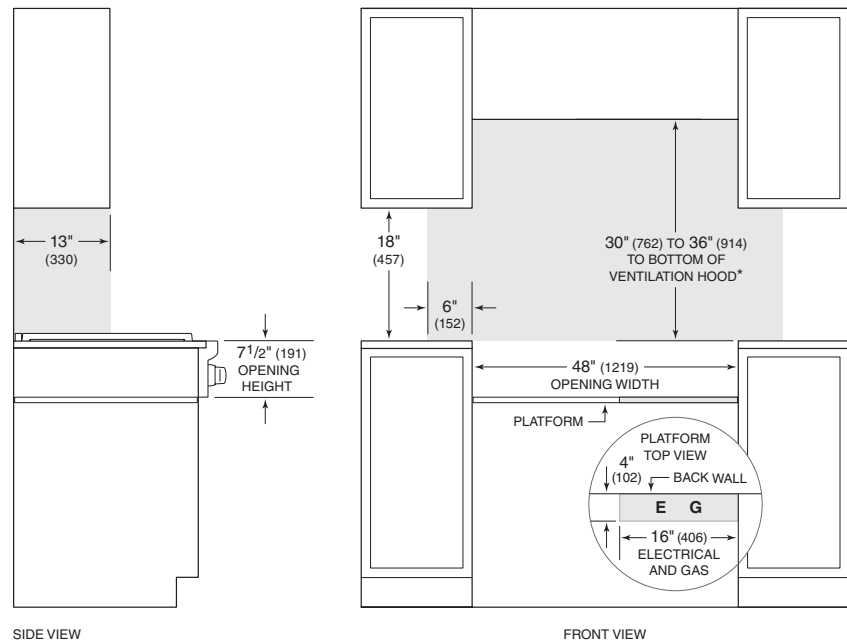 13"
(330)
7 1/2" (191)
OPENING
HEIGHT
SIDE VIEW
18"
(457)
30" (762) TO 36" (914)
TO BOTTOM OF
VENTILATION HOOD*
6"
(152)
48" (1219)
OPENING WIDTH
PLATFORM
PLATFORM
TOP VIEW
4"
(102)
BACK WALL
E G
16" (406)
ELECTRICAL
AND GAS
FRONT VIEW